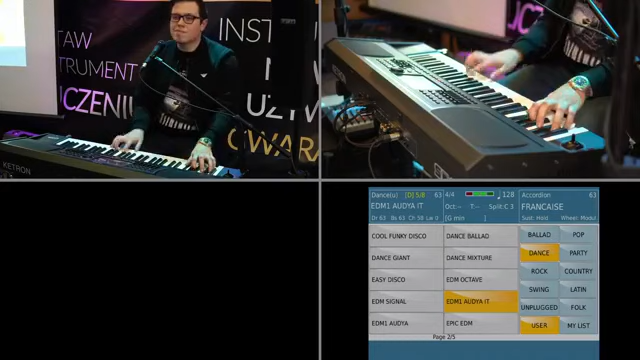 TAW
INST
TRUMENT
UCZENI
UŻY
GWARA
KETRON
Dance(u) [D] 5/8 63 4/4 128 Accordion 63
EDM1 AUDYA IT Oct:-- T:-- Split:C 3 FRANCAISE
Dr 63 Bs 63 Ch 58 Lw 0 [G min ] Sust: Hold Wheel: Modul
COOL FUNKY DISCO DANCE BALLAD BALLAD POP
DANCE GIANT DANCE MIXTURE DANCE PARTY
EASY DISCO EDM OCTAVE ROCK COUNTRY
EDM SIGNAL EDM1 AUDYA IT SWING LATIN
UNPLUGGED FOLK
EDM1 AUDYA EPIC EDM USER MY LIST
Page 2/5